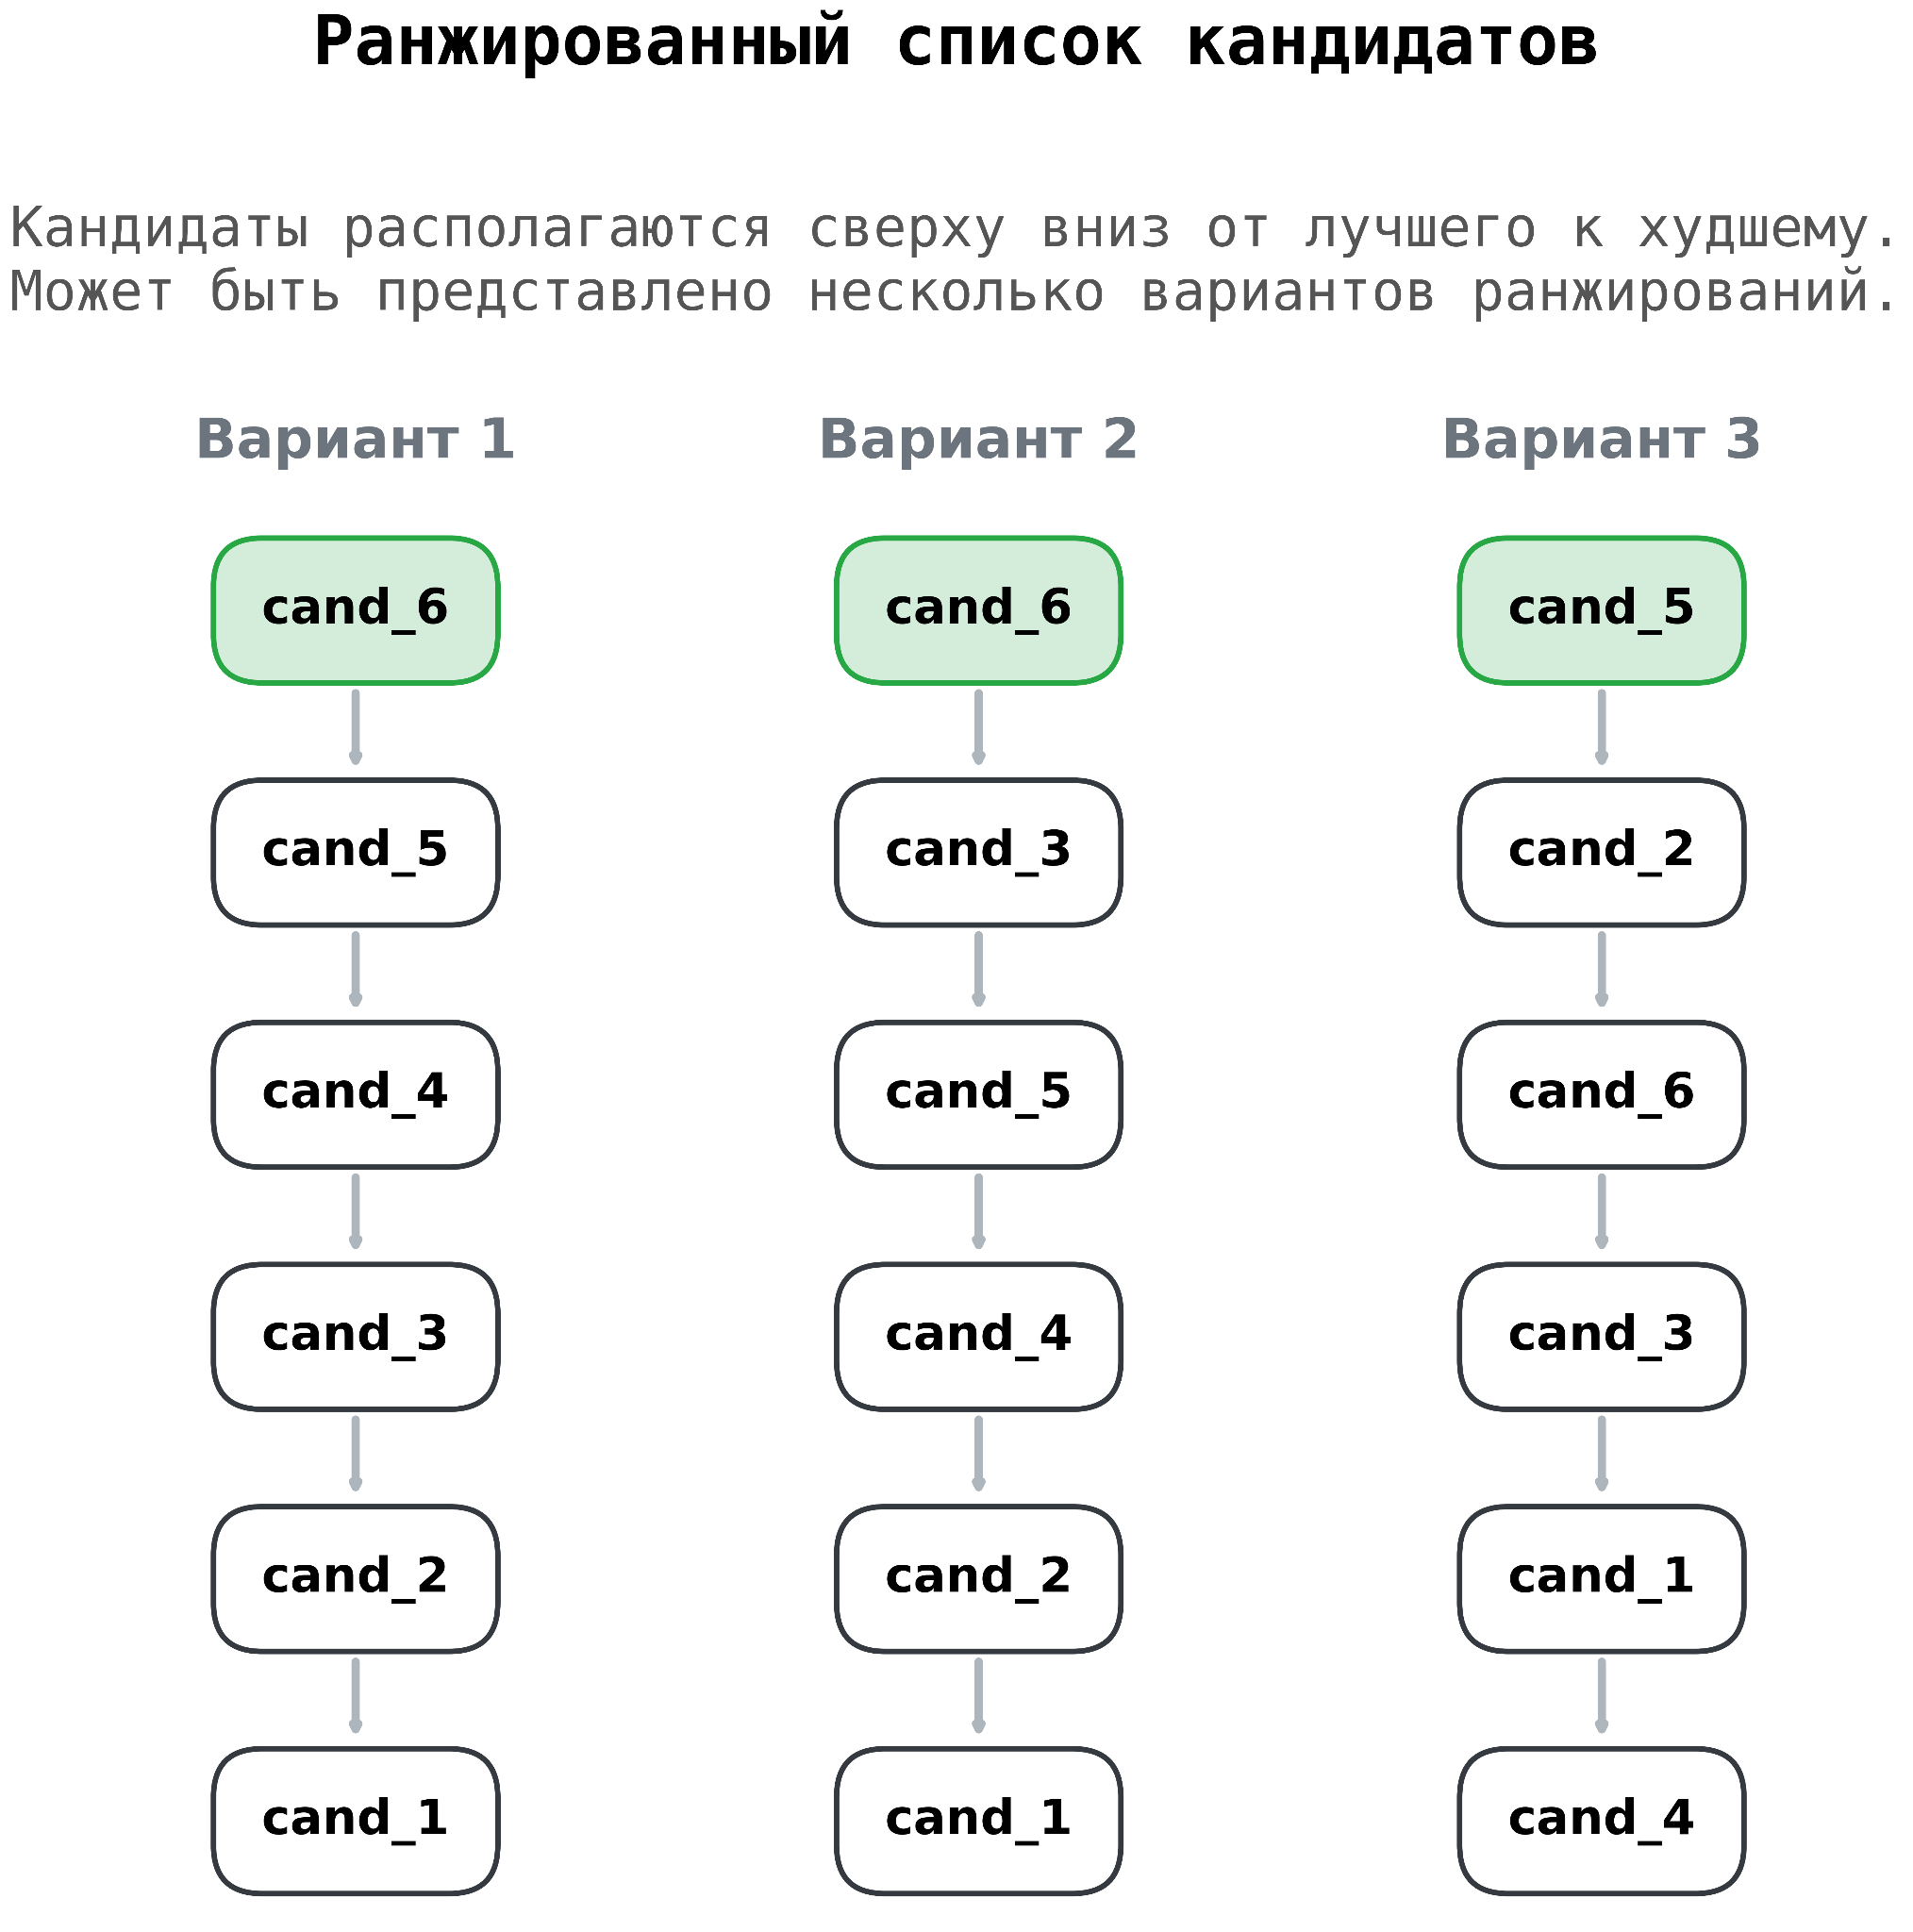 Ранжированный список кандидатов
Кандидаты располагаются сверху вниз от лучшего к худшему.
Может быть представлено несколько вариантов ранжирований.
Вариант 1 Вариант 2 Вариант 3
cand_6 cand_6 cand_5
cand_5 cand_3 cand_2
cand_4 cand_5 cand_6
cand_3 cand_4 cand_3
cand_2 cand_2 cand_1
cand_1 cand_1 cand_4